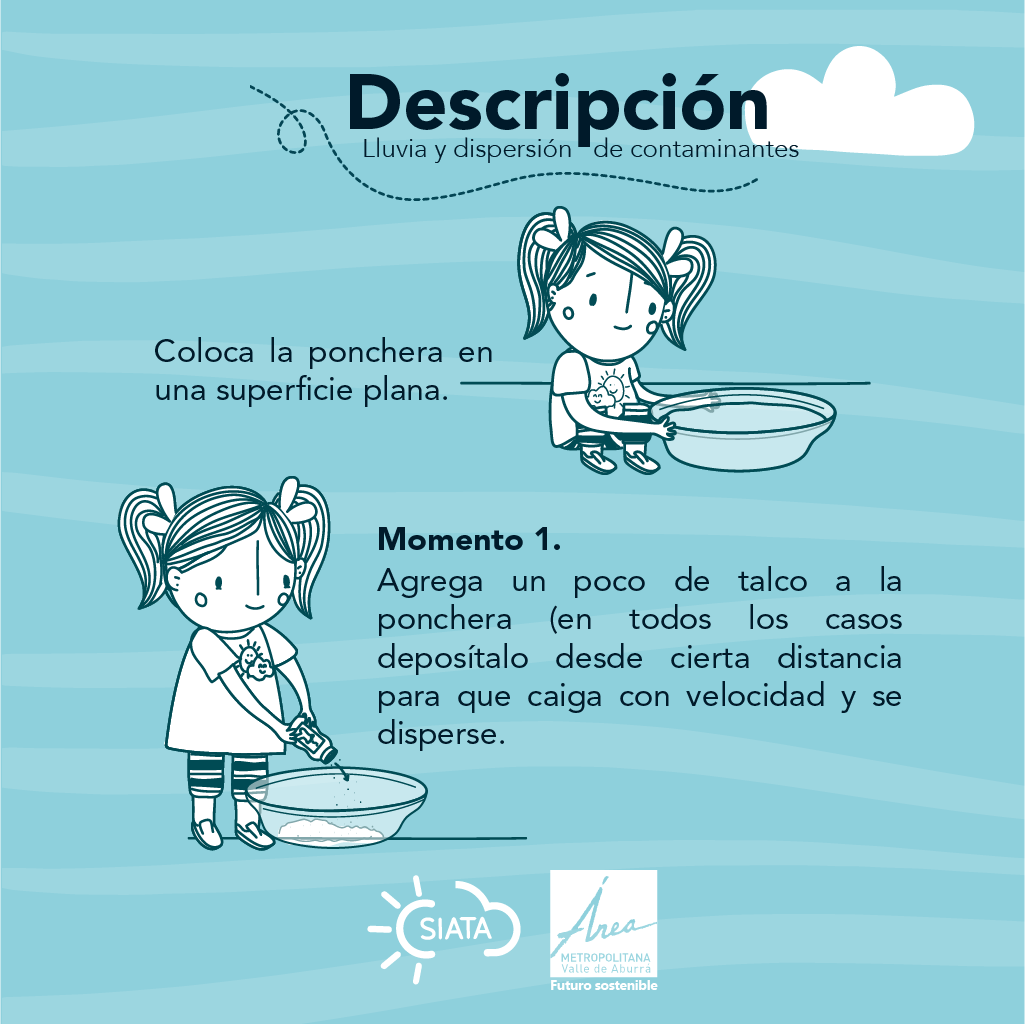 Descripción
Lluvia y dispersión de contaminantes
Coloca la ponchera en
una superficie plana.
Momento 1.
Agrega un poco de talco a la
ponchera (en todos los casos
deposítalo desde cierta distancia
para que caiga con velocidad y se
disperse.
SIATA
Área
METROPOLITANA
Valle de Aburrá
Futuro sostenible